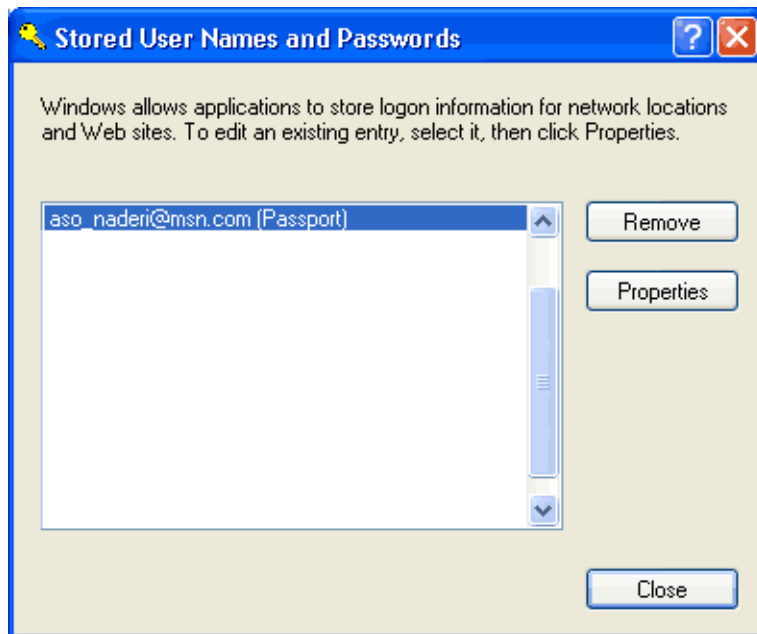 Stored User Names and Passwords
Windows allows applications to store logon information for network locations
and Web sites. To edit an existing entry, select it, then click Properties.
aso_naderi@msn.com (Passport)
Remove
Properties
Close